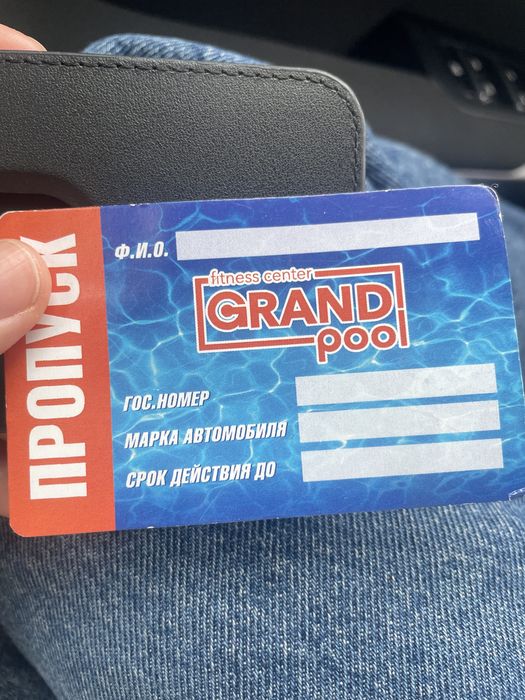 ПРОПУСК
Ф.И.О.
fitness center
GRAND
pool
ГОС.НОМЕР
МАРКА АВТОМОБИЛЯ
СРОК ДЕЙСТВИЯ ДО